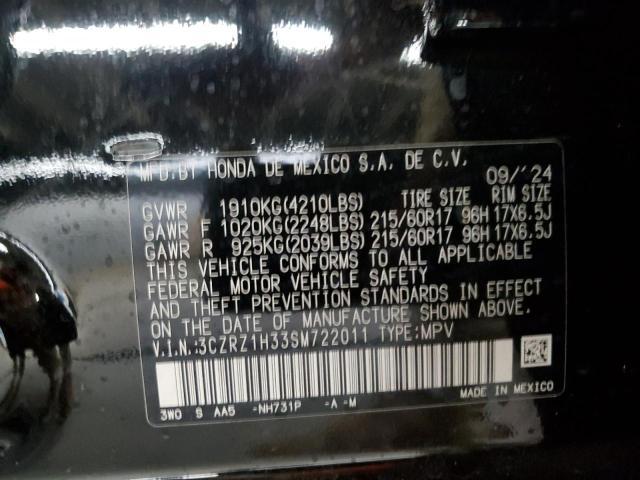 MFD.BY HONDA DE MEXICO S.A. DE C.V.
09/'24
TIRE SIZE RIM SIZE
GVWR 1910KG(4210LBS)
GAWR F 1020KG(2248LBS) 215/60R17 96H 17X6.5J
GAWR R 925KG(2039LBS) 215/60R17 96H 17X6.5J
THIS VEHICLE CONFORMS TO ALL APPLICABLE
FEDERAL MOTOR VEHICLE SAFETY
AND THEFT PREVENTION STANDARDS IN EFFECT
ON THE DATE OF MANUFACTURE SHOWN ABOVE.
V.I.N.:3CZRZ1H33SM722011 TYPE:MPV
3W0 S AA5 -NH731P -A -M
MADE IN MEXICO